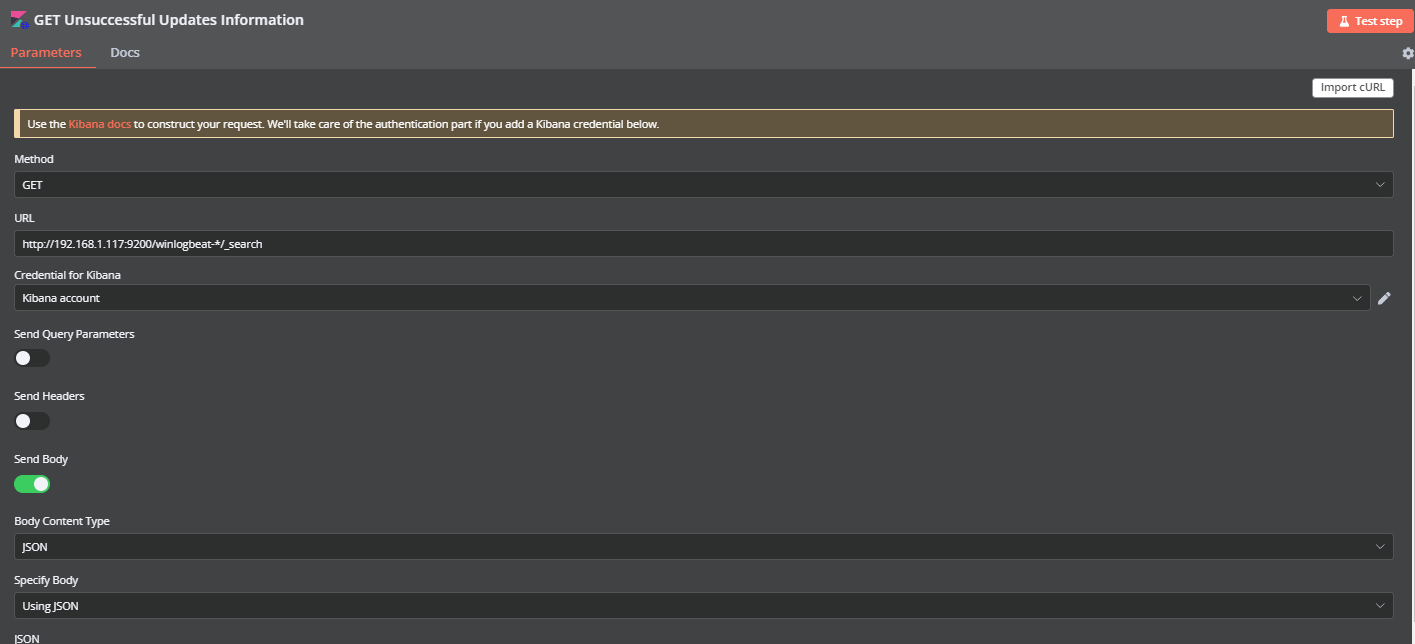 GET Unsuccessful Updates Information
Test step
Parameters
Docs
Import cURL
Use the Kibana docs to construct your request. We'll take care of the authentication part if you add a Kibana credential below.
Method
GET
URL
http://192.168.1.117:9200/winlogbeat-*/_search
Credential for Kibana
Kibana account
Send Query Parameters
Send Headers
Send Body
Body Content Type
JSON
Specify Body
Using JSON
JSON